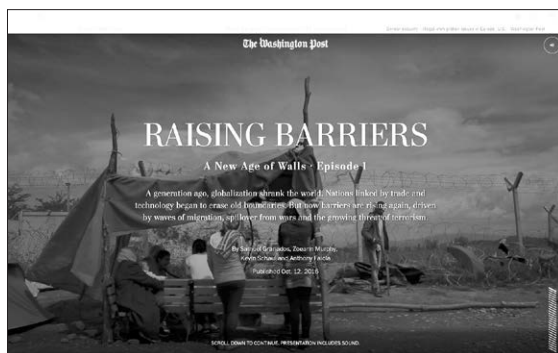 The Washington Post
RAISING BARRIERS
A New Age of Walls · Episode 1
A generation ago, globalization shrank the world. Nations linked by trade and
technology began to erase old boundaries. But now barriers are rising again, driven
by waves of migration, spillover from wars and the growing threat of terrorism
By Samuel Granados, Zoeann Murphy,
Kevin Schaul and Anthony Faiola
Published Oct. 12, 2016
SCROLL DOWN TO CONTINUE. PRESENTATION INCLUDES SOUND.